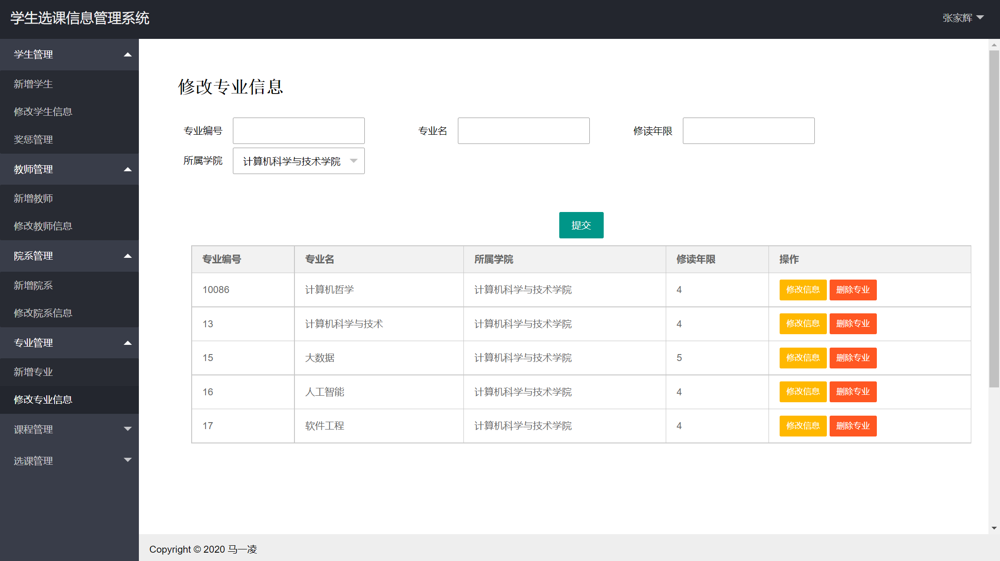 学生选课信息管理系统
张家辉
学生管理
新增学生
修改学生信息
奖惩管理
教师管理
新增教师
修改教师信息
院系管理
新增院系
修改院系信息
专业管理
新增专业
修改专业信息
课程管理
选课管理
修改专业信息
专业编号 专业名 修读年限
所属学院 计算机科学与技术学院
提交
专业编号 专业名 所属学院 修读年限 操作
10086 计算机哲学 计算机科学与技术学院 4 修改信息 删除专业
13 计算机科学与技术 计算机科学与技术学院 4 修改信息 删除专业
15 大数据 计算机科学与技术学院 5 修改信息 删除专业
16 人工智能 计算机科学与技术学院 4 修改信息 删除专业
17 软件工程 计算机科学与技术学院 4 修改信息 删除专业
Copyright © 2020 马一凌